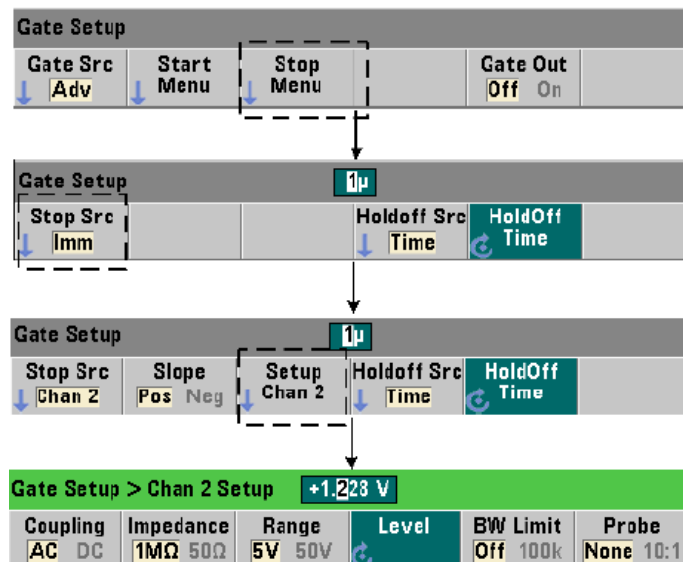 Gate Setup
Gate Src Start Stop Gate Out
Adv Menu Menu Off On
Gate Setup 1µ
Stop Src Holdoff Src HoldOff
Imm Time Time
Gate Setup 1µ
Stop Src Slope Setup Holdoff Src HoldOff
Chan 2 Pos Neg Chan 2 Time Time
Gate Setup > Chan 2 Setup +1.228 V
Coupling Impedance Range Level BW Limit Probe
AC DC 1MΩ 50Ω 5V 50V Off 100k None 10:1